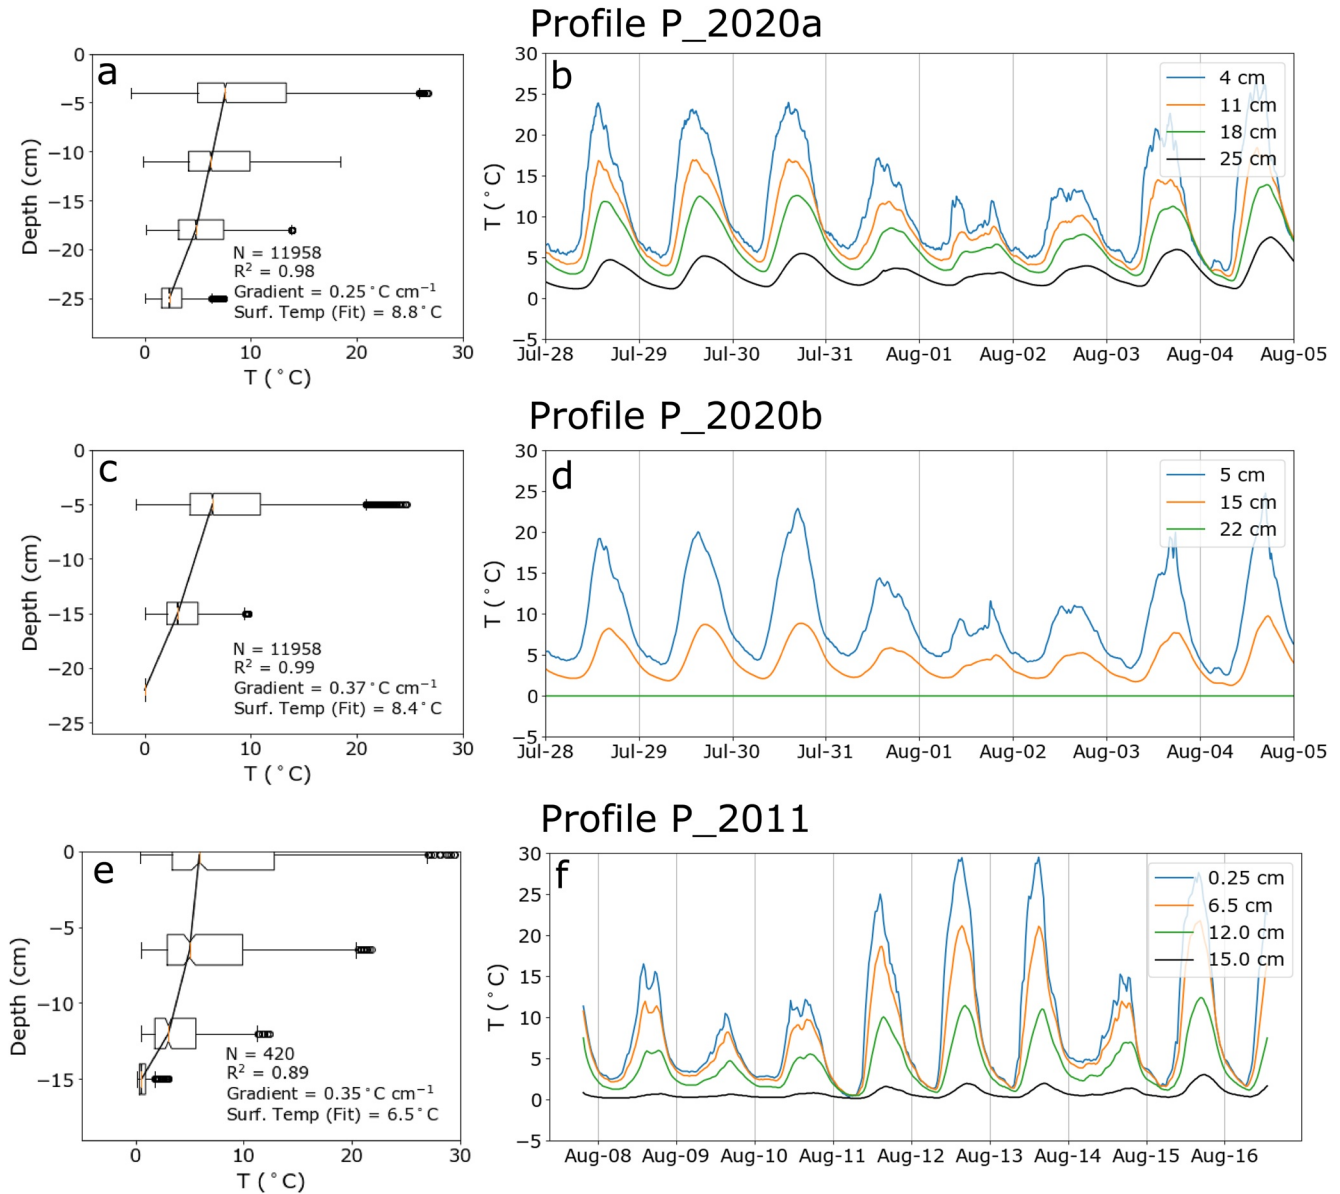 Profile P_2020a
a
0
−5
−10
−15
−20
−25
Depth (cm)
N = 11958
R² = 0.98
Gradient = 0.25°C cm⁻¹
Surf. Temp (Fit) = 8.8°C
0 10 20 30
T (°C)
b
30
25
20
15
10
5
0
−5
T (°C)
4 cm
11 cm
18 cm
25 cm
Jul-28 Jul-29 Jul-30 Jul-31 Aug-01 Aug-02 Aug-03 Aug-04 Aug-05
Profile P_2020b
c
0
−5
−10
−15
−20
−25
Depth (cm)
N = 11958
R² = 0.99
Gradient = 0.37°C cm⁻¹
Surf. Temp (Fit) = 8.4°C
0 10 20 30
T (°C)
d
30
25
20
15
10
5
0
−5
T (°C)
5 cm
15 cm
22 cm
Jul-28 Jul-29 Jul-30 Jul-31 Aug-01 Aug-02 Aug-03 Aug-04 Aug-05
Profile P_2011
e
0
−5
−10
−15
Depth (cm)
N = 420
R² = 0.89
Gradient = 0.35°C cm⁻¹
Surf. Temp (Fit) = 6.5°C
0 10 20 30
T (°C)
f
30
25
20
15
10
5
0
−5
T (°C)
0.25 cm
6.5 cm
12.0 cm
15.0 cm
Aug-08 Aug-09 Aug-10 Aug-11 Aug-12 Aug-13 Aug-14 Aug-15 Aug-16